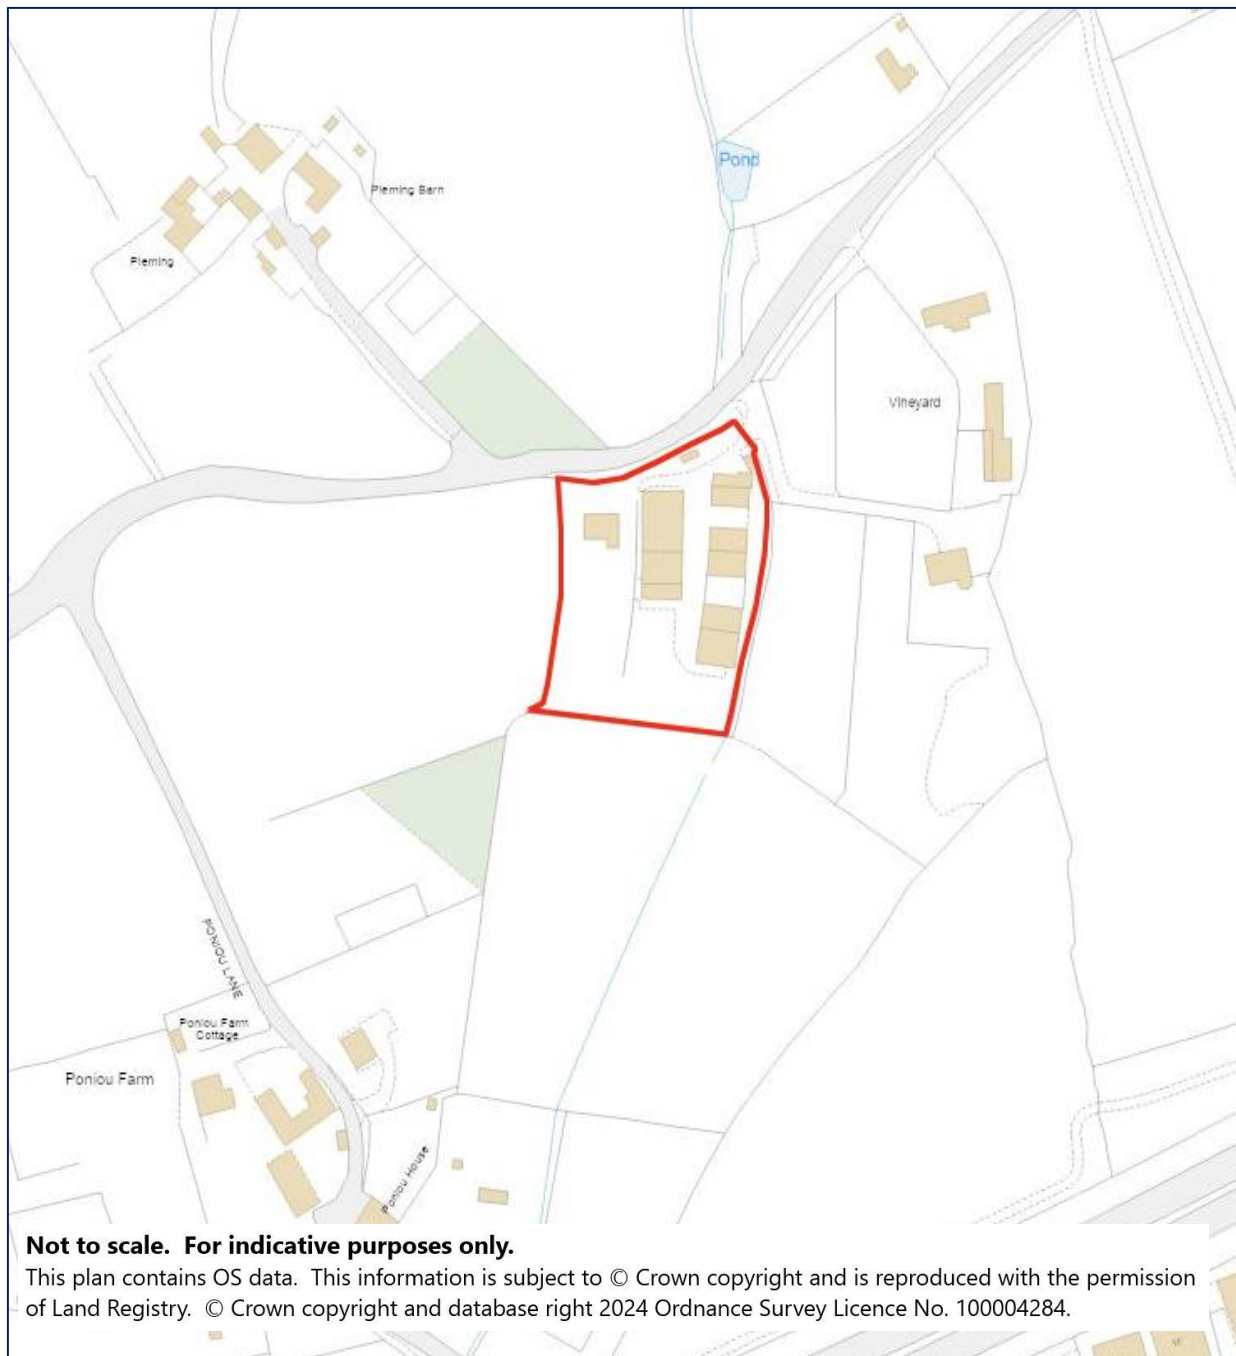 Pond
Pleming Barn
Pleming
Vineyard
PONIOU LANE
Poniou Farm
Cottage
Poniou Farm
Poniou House
Not to scale.  For indicative purposes only.
This plan contains OS data.  This information is subject to © Crown copyright and is reproduced with the permission
of Land Registry.  © Crown copyright and database right 2024 Ordnance Survey Licence No. 100004284.